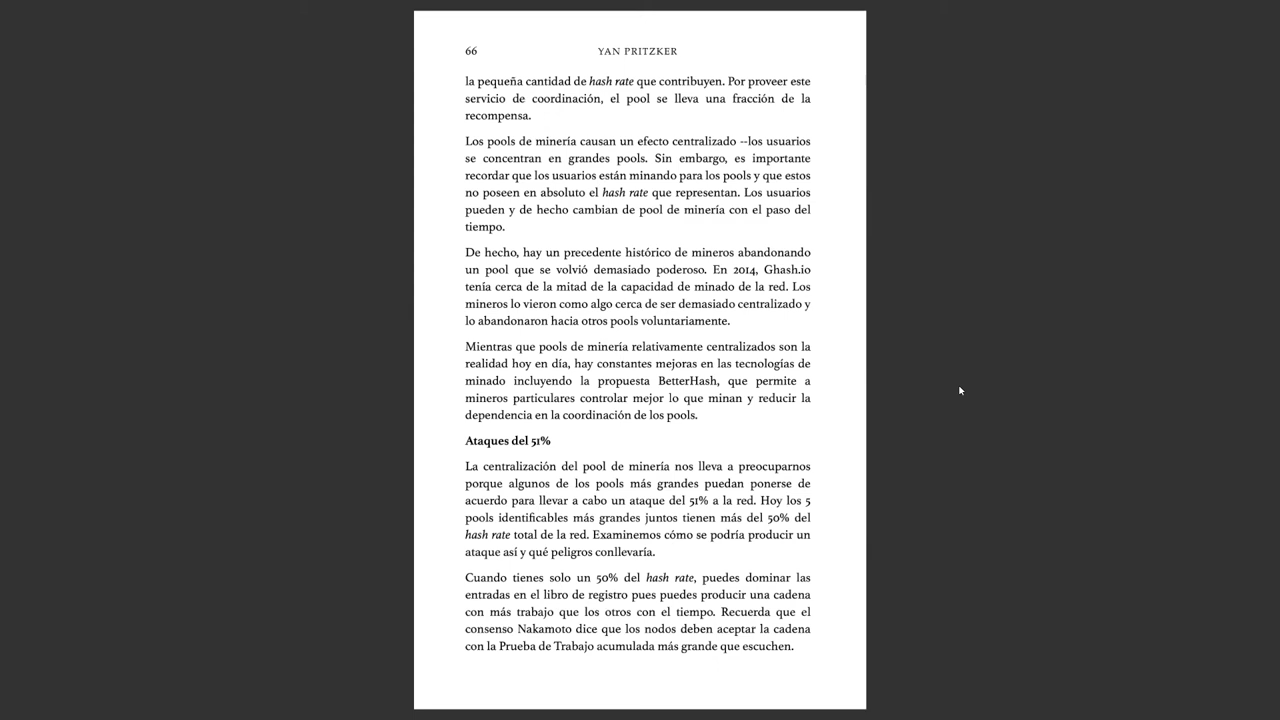 66
YAN PRITZKER
la pequeña cantidad de hash rate que contribuyen. Por proveer este
servicio de coordinación, el pool se lleva una fracción de la
recompensa.
Los pools de minería causan un efecto centralizado --los usuarios
se concentran en grandes pools. Sin embargo, es importante
recordar que los usuarios están minando para los pools y que estos
no poseen en absoluto el hash rate que representan. Los usuarios
pueden y de hecho cambian de pool de minería con el paso del
tiempo.
De hecho, hay un precedente histórico de mineros abandonando
un pool que se volvió demasiado poderoso. En 2014, Ghash.io
tenía cerca de la mitad de la capacidad de minado de la red. Los
mineros lo vieron como algo cerca de ser demasiado centralizado y
lo abandonaron hacia otros pools voluntariamente.
Mientras que pools de minería relativamente centralizados son la
realidad hoy en día, hay constantes mejoras en las tecnologías de
minado incluyendo la propuesta BetterHash, que permite a
mineros particulares controlar mejor lo que minan y reducir la
dependencia en la coordinación de los pools.
Ataques del 51%
La centralización del pool de minería nos lleva a preocuparnos
porque algunos de los pools más grandes puedan ponerse de
acuerdo para llevar a cabo un ataque del 51% a la red. Hoy los 5
pools identificables más grandes juntos tienen más del 50% del
hash rate total de la red. Examinemos cómo se podría producir un
ataque así y qué peligros conllevaría.
Cuando tienes solo un 50% del hash rate, puedes dominar las
entradas en el libro de registro pues puedes producir una cadena
con más trabajo que los otros con el tiempo. Recuerda que el
consenso Nakamoto dice que los nodos deben aceptar la cadena
con la Prueba de Trabajo acumulada más grande que escuchen.